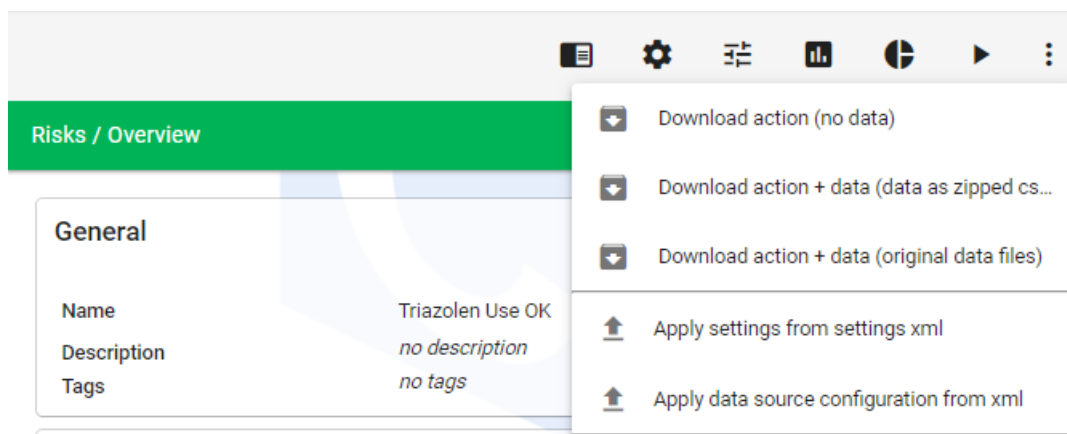 Download action (no data)
Risks / Overview
Download action + data (data as zipped cs...
General
Download action + data (original data files)
Name Triazolen Use OK
Apply settings from settings xml
Description no description
Tags no tags
Apply data source configuration from xml